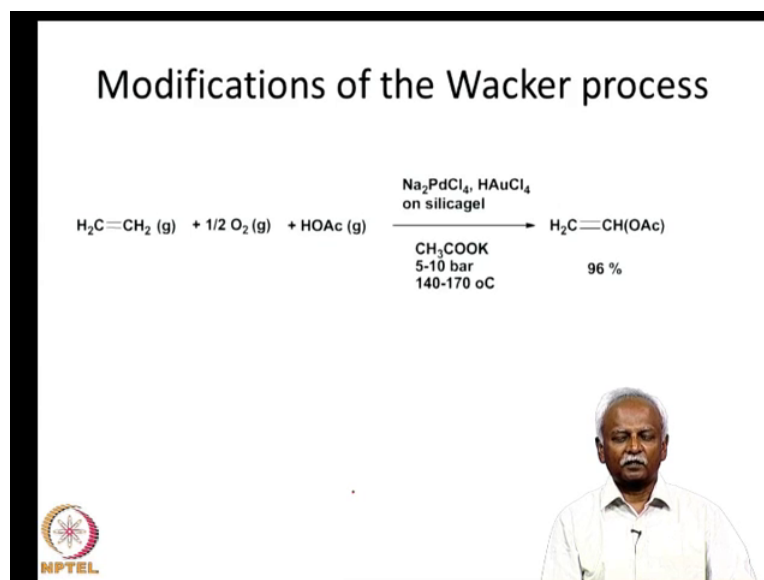 Modifications of the Wacker process
Na₂PdCl₄, HAuCl₄
on silicagel
H₂C=CH₂ (g) + 1/2 O₂ (g) + HOAc (g) H₂C=CH(OAc)
CH₃COOK
5-10 bar
140-170 oC
96 %
NPTEL